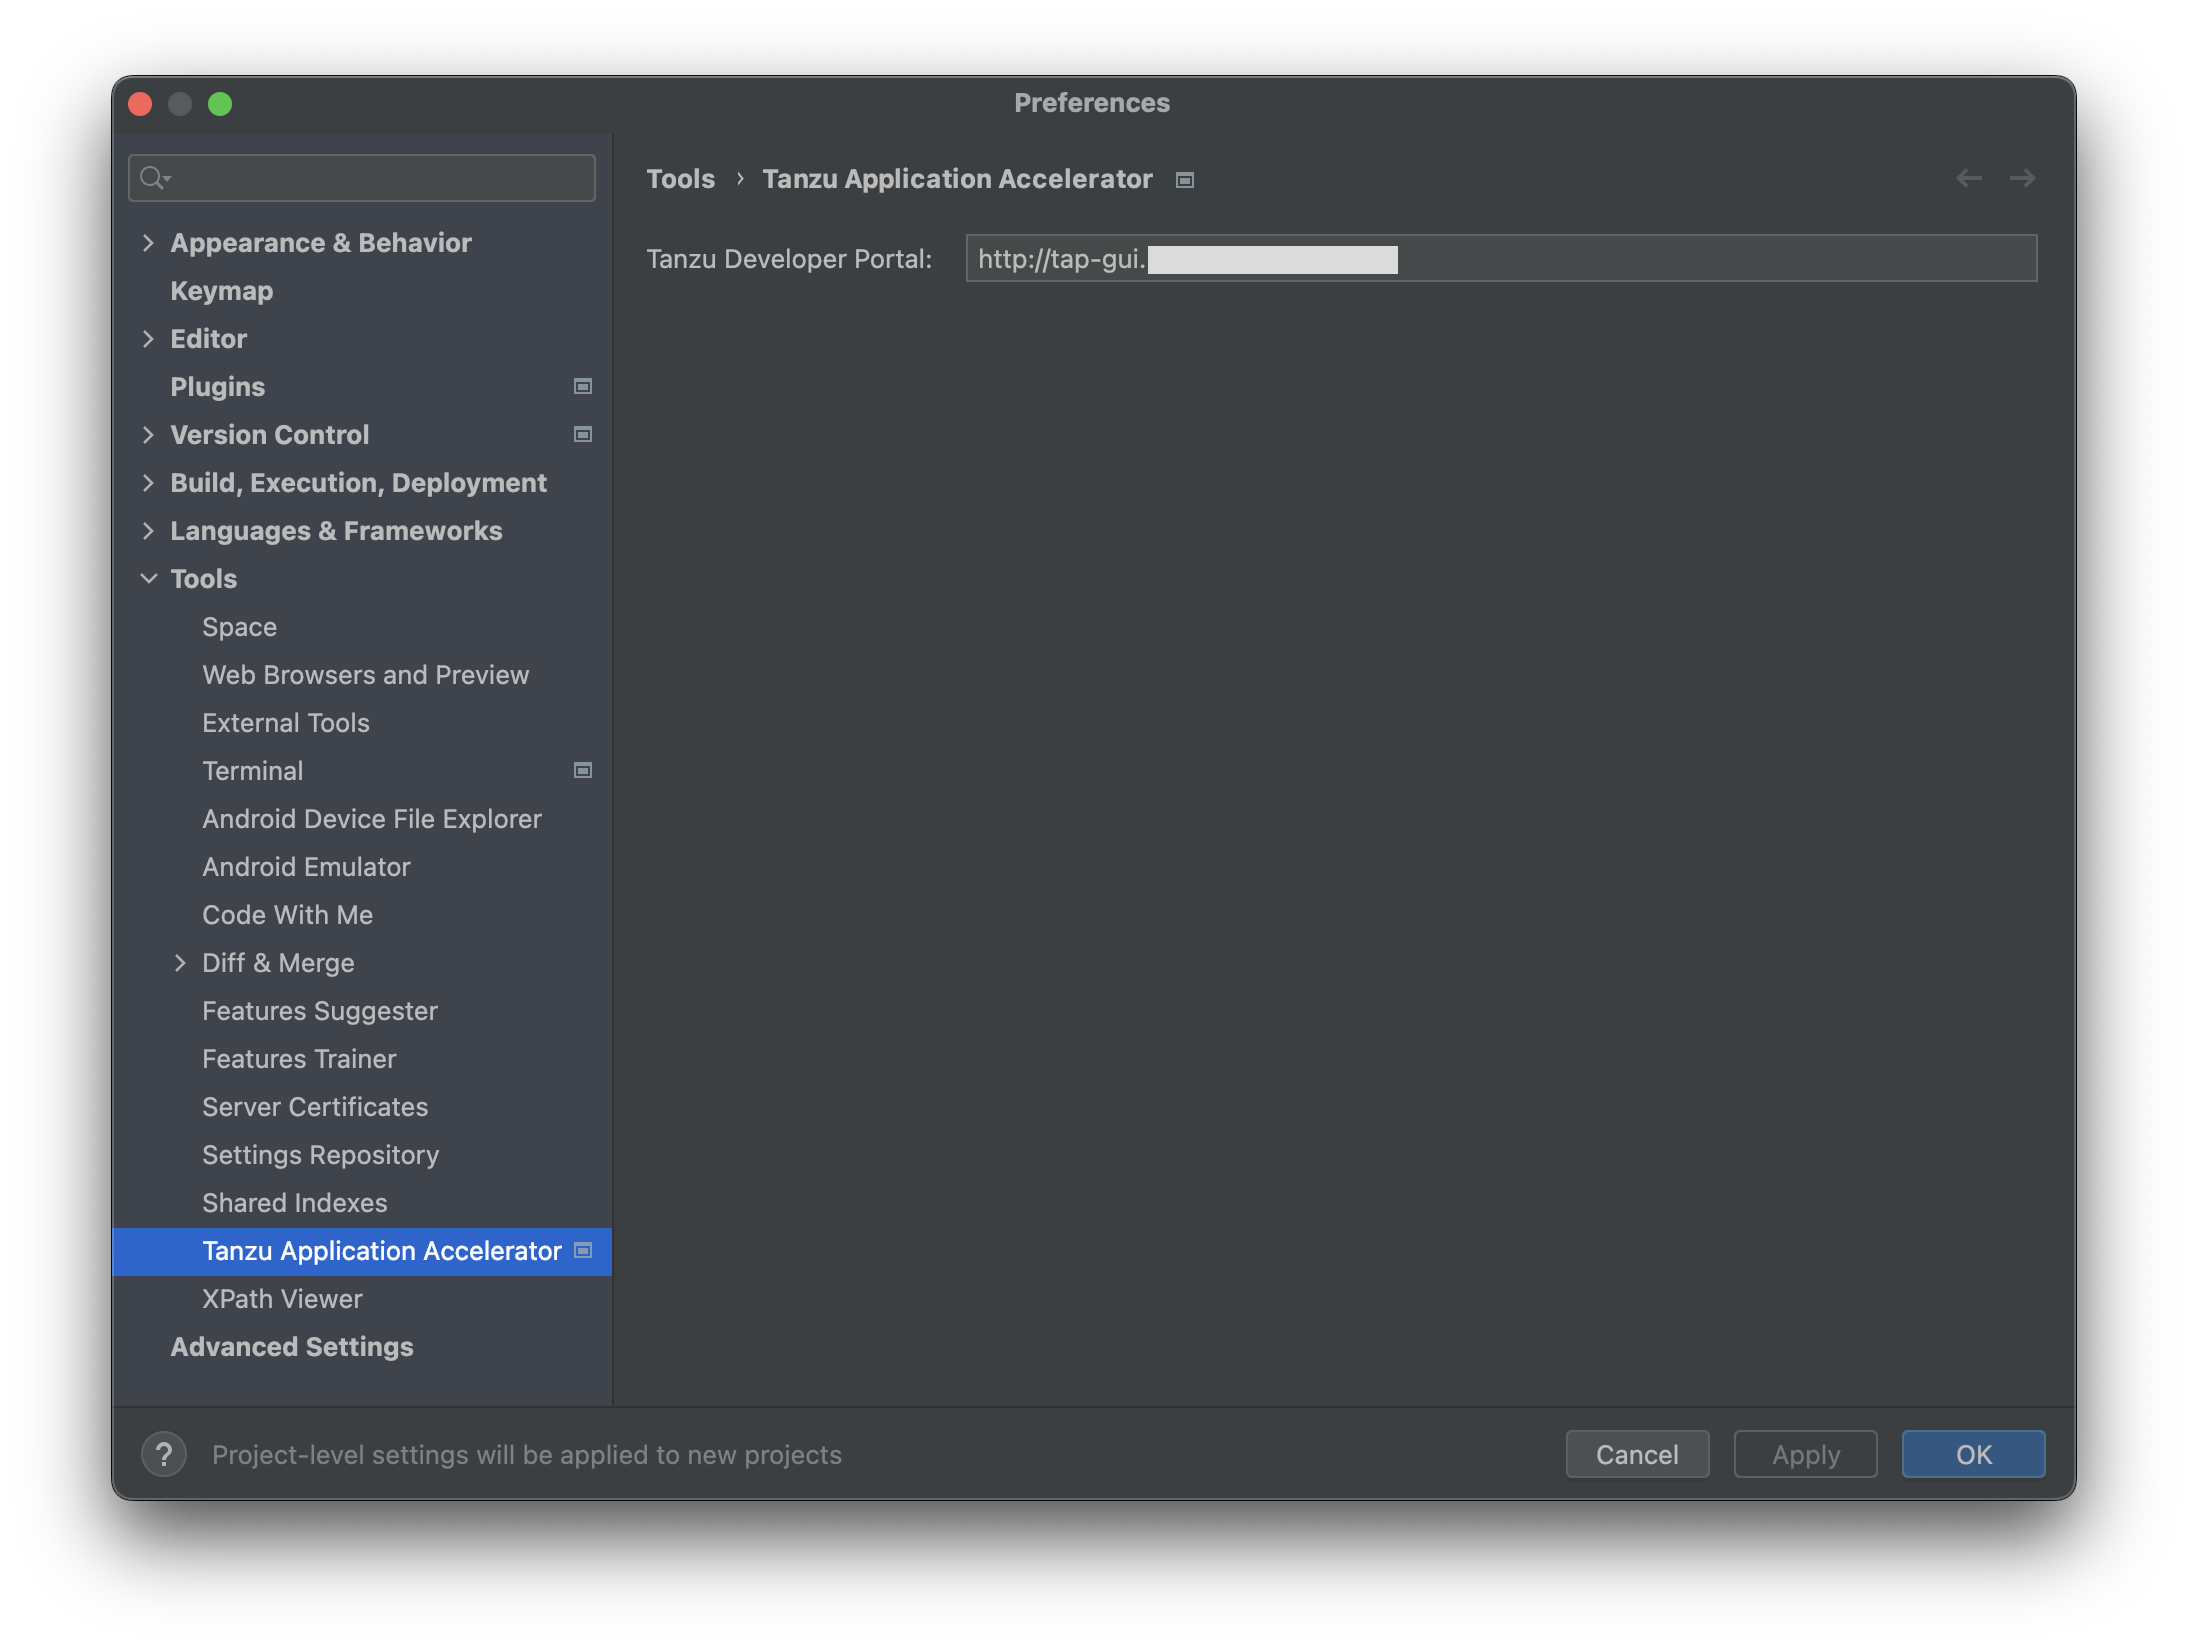 Preferences
Appearance & Behavior
Keymap
Editor
Plugins
Version Control
Build, Execution, Deployment
Languages & Frameworks
Tools
Space
Web Browsers and Preview
External Tools
Terminal
Android Device File Explorer
Android Emulator
Code With Me
Diff & Merge
Features Suggester
Features Trainer
Server Certificates
Settings Repository
Shared Indexes
Tanzu Application Accelerator
XPath Viewer
Advanced Settings
Tools › Tanzu Application Accelerator
Tanzu Developer Portal: http://tap-gui.
? Project-level settings will be applied to new projects
Cancel Apply OK